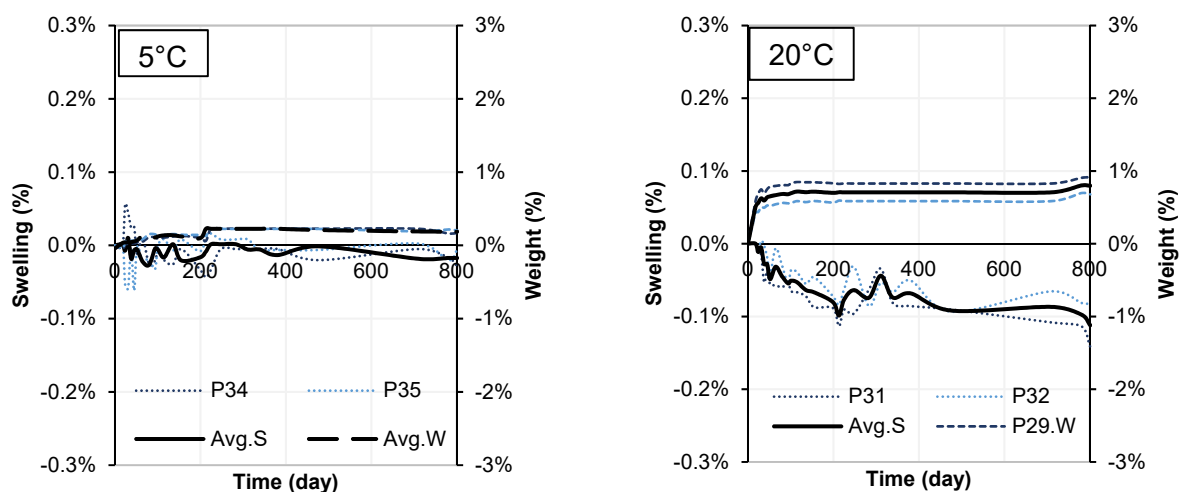 5°C
0.3%
0.2%
0.1%
0.0%
-0.1%
-0.2%
-0.3%
Swelling (%)
3%
2%
1%
0%
-1%
-2%
-3%
Weight (%)
0
200
400
600
800
Time (day)
P34
P35
Avg.S
Avg.W
20°C
0.3%
0.2%
0.1%
0.0%
-0.1%
-0.2%
-0.3%
Swelling (%)
3%
2%
1%
0%
-1%
-2%
-3%
Weight (%)
0
200
400
600
800
Time (day)
P31
P32
Avg.S
P29.W